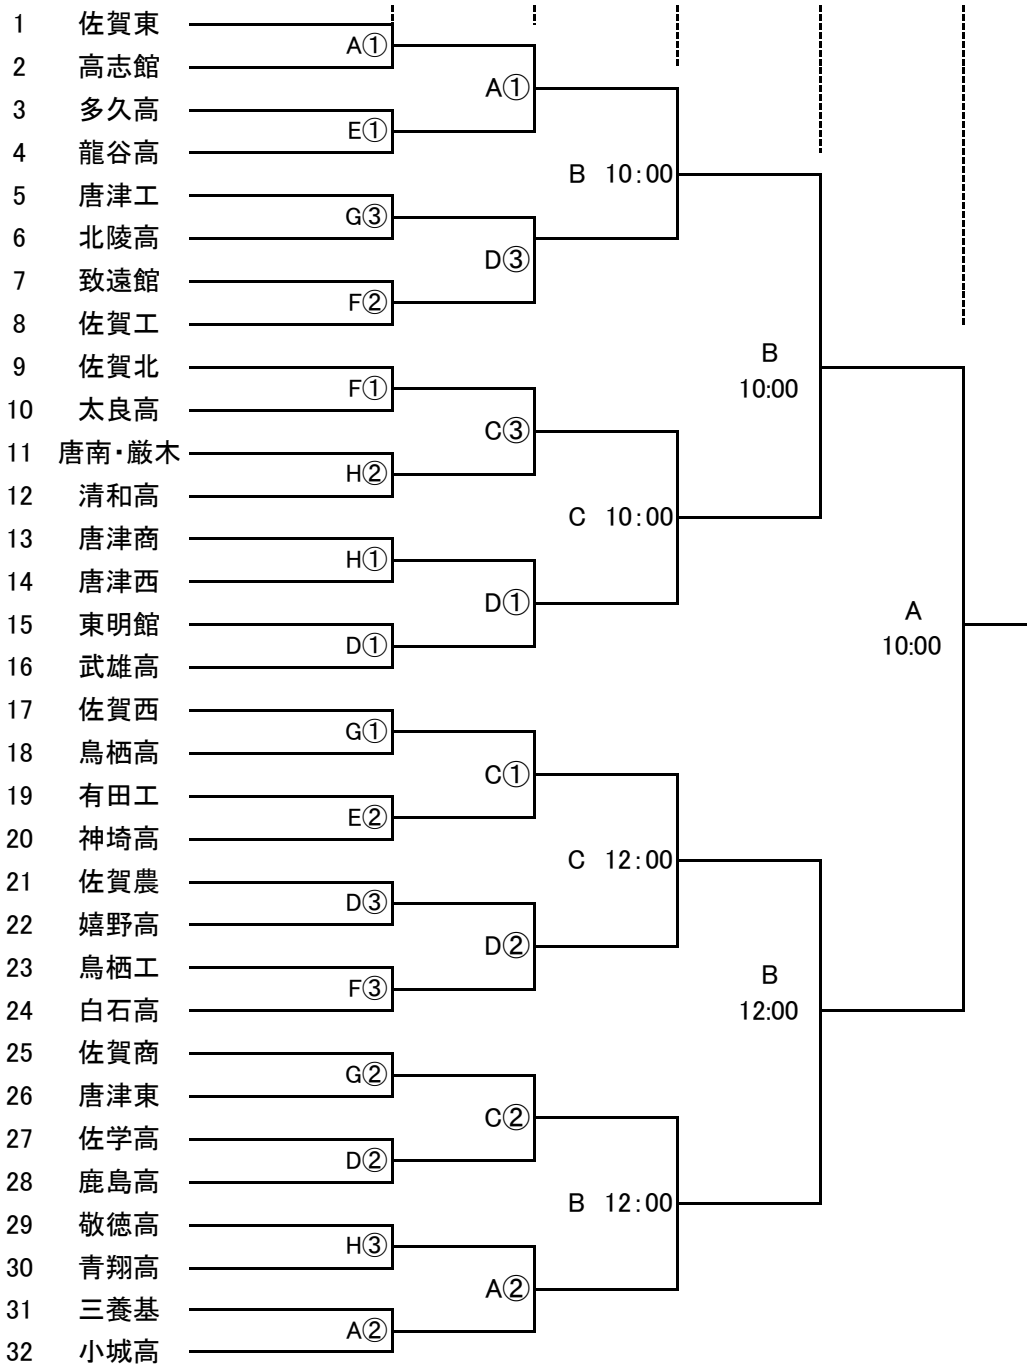 1 佐賀東
A①
2 高志館
A①
3 多久高
E①
4 龍谷高
B 10:00
5 唐津工
G③
6 北陵高
D③
7 致遠館
F②
8 佐賀工
B
10:00
9 佐賀北
F①
10 太良高
C③
11 唐南・厳木
H②
12 清和高
C 10:00
13 唐津商
H①
14 唐津西
D①
15 東明館
D①
16 武雄高
A
10:00
17 佐賀西
G①
18 鳥栖高
C①
19 有田工
E②
20 神埼高
C 12:00
21 佐賀農
D③
22 嬉野高
D②
23 鳥栖工
F③
24 白石高
B
12:00
25 佐賀商
G②
26 唐津東
C②
27 佐学高
D②
28 鹿島高
B 12:00
29 敬徳高
H③
30 青翔高
A②
31 三養基
A②
32 小城高